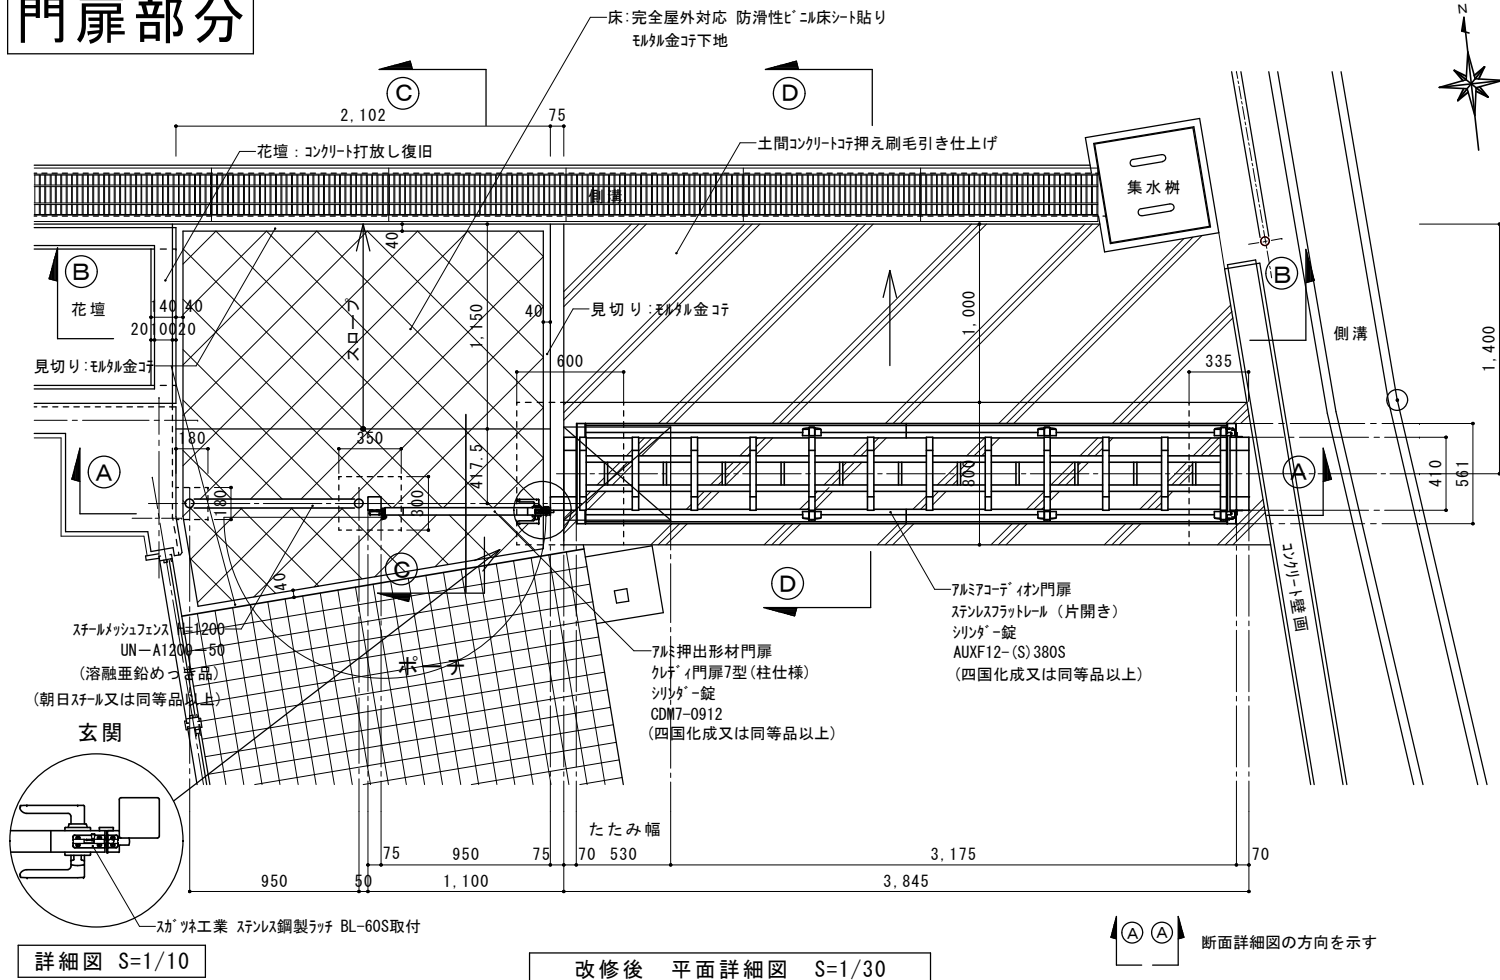 門扉部分
床:完全屋外対応 防滑性ビニル床シート貼り
モルタル金コテ下地
N
C
D
2,102
75
花壇:コンクリート打放し復旧
土間コンクリートコテ押え刷毛引き仕上げ
側溝
集水桝
40
B
花壇
140 40
20 100 20
スロープ
1,150
40
見切り:モルタル金コテ
1,000
B
側溝
1,400
見切り:モルタル金コテ
600
335
180
350
417.5
A
180
300
800
A
410
561
40
C
D
コンクリート壁画
スチールメッシュフェンス H=1200
UN-A1200-50
(溶融亜鉛めっき品)
(朝日スチール又は同等品以上)
ポーチ
アルミ押出形材門扉
クレディ門扉7型(柱仕様)
シリンダー錠
CDM7-0912
(四国化成又は同等品以上)
アルミアコーディオン門扉
ステンレスフラットレール (片開き)
シリンダー錠
AUXF12-(S)380S
(四国化成又は同等品以上)
玄関
たたみ幅
75 950 75 70 530 3,175 70
950 50 1,100 3,845
スガツネ工業 ステンレス鋼製ラッチ BL-60S取付
A A 断面詳細図の方向を示す
詳細図 S=1/10
改修後 平面詳細図 S=1/30